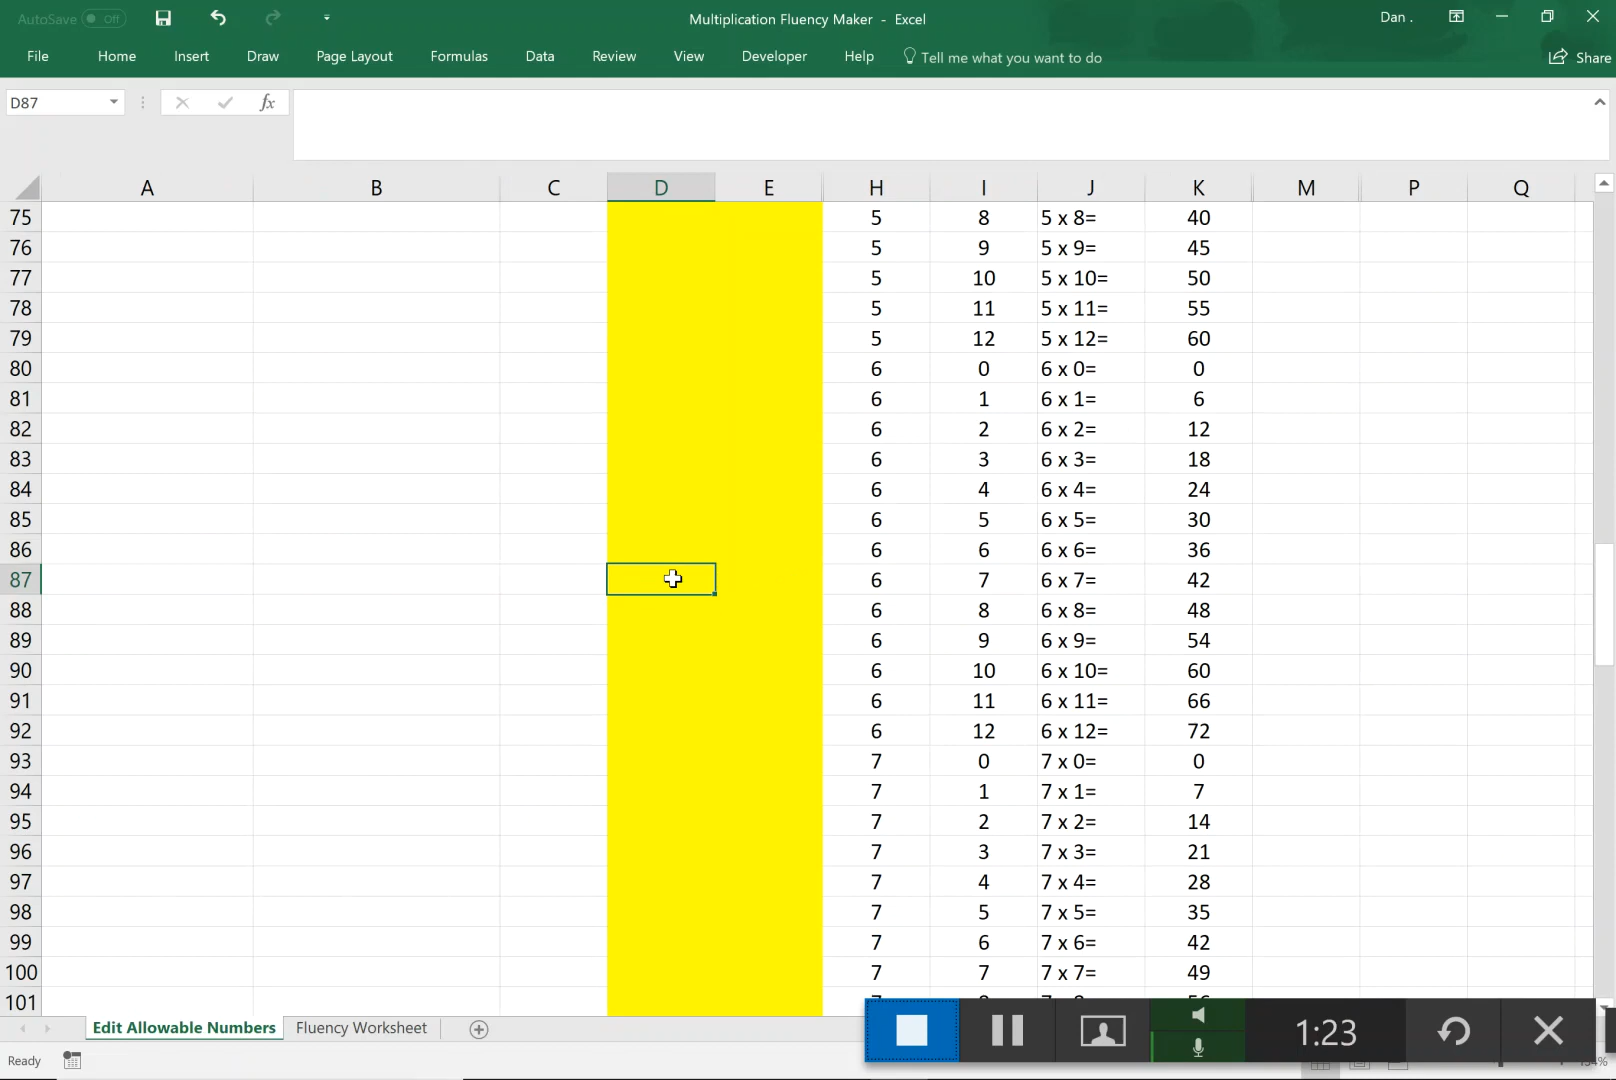 AutoSave Off
Multiplication Fluency Maker - Excel
Dan .
File Home Insert Draw Page Layout Formulas Data Review View Developer Help Tell me what you want to do Share
D87 fx
A B C D E H I J K M P Q
75 5 8 5 x 8= 40
76 5 9 5 x 9= 45
77 5 10 5 x 10= 50
78 5 11 5 x 11= 55
79 5 12 5 x 12= 60
80 6 0 6 x 0= 0
81 6 1 6 x 1= 6
82 6 2 6 x 2= 12
83 6 3 6 x 3= 18
84 6 4 6 x 4= 24
85 6 5 6 x 5= 30
86 6 6 6 x 6= 36
87 6 7 6 x 7= 42
88 6 8 6 x 8= 48
89 6 9 6 x 9= 54
90 6 10 6 x 10= 60
91 6 11 6 x 11= 66
92 6 12 6 x 12= 72
93 7 0 7 x 0= 0
94 7 1 7 x 1= 7
95 7 2 7 x 2= 14
96 7 3 7 x 3= 21
97 7 4 7 x 4= 28
98 7 5 7 x 5= 35
99 7 6 7 x 6= 42
100 7 7 7 x 7= 49
101
Edit Allowable Numbers Fluency Worksheet
1:23
Ready